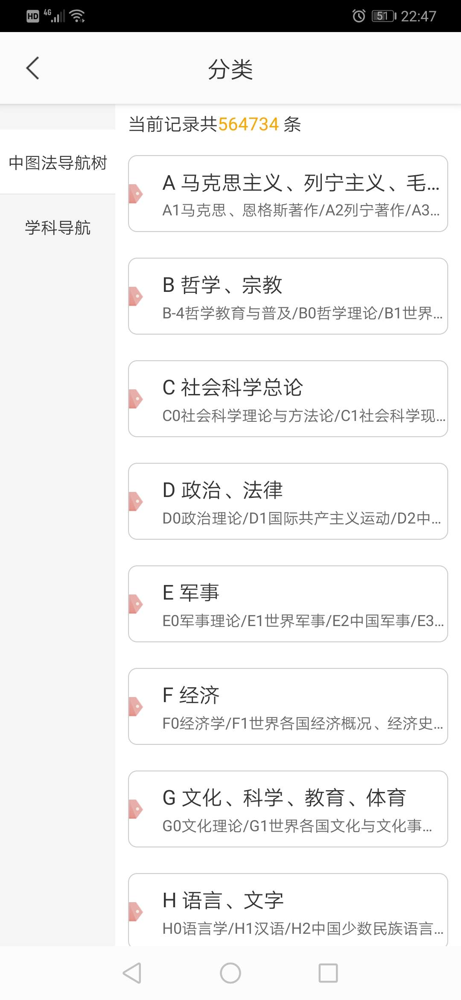 HD 4G 51 22:47
分类
当前记录共564734 条
中图法导航树
学科导航
A 马克思主义、列宁主义、毛...
A1马克思、恩格斯著作/A2列宁著作/A3...
B 哲学、宗教
B-4哲学教育与普及/B0哲学理论/B1世界...
C 社会科学总论
C0社会科学理论与方法论/C1社会科学现...
D 政治、法律
D0政治理论/D1国际共产主义运动/D2中...
E 军事
E0军事理论/E1世界军事/E2中国军事/E3...
F 经济
F0经济学/F1世界各国经济概况、经济史...
G 文化、科学、教育、体育
G0文化理论/G1世界各国文化与文化事...
H 语言、文字
H0语言学/H1汉语/H2中国少数民族语言...